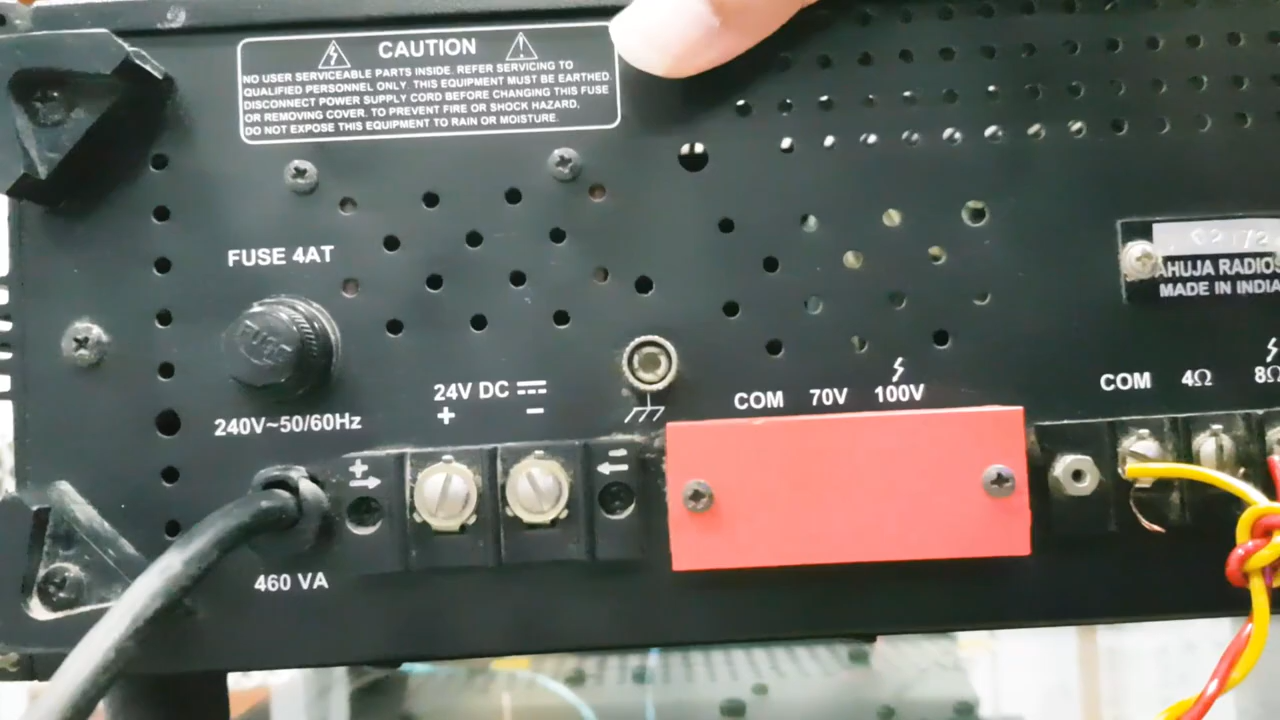 CAUTION
NO USER SERVICEABLE PARTS INSIDE. REFER SERVICING TO
QUALIFIED PERSONNEL ONLY. THIS EQUIPMENT MUST BE EARTHED.
DISCONNECT POWER SUPPLY CORD BEFORE CHANGING THIS FUSE
OR REMOVING COVER. TO PREVENT FIRE OR SHOCK HAZARD,
DO NOT EXPOSE THIS EQUIPMENT TO RAIN OR MOISTURE.
FUSE 4AT
FUSE
240V~50/60Hz
460 VA
24V DC
+ −
COM 70V 100V
AHUJA RADIOS
MADE IN INDIA
COM 4Ω 8Ω